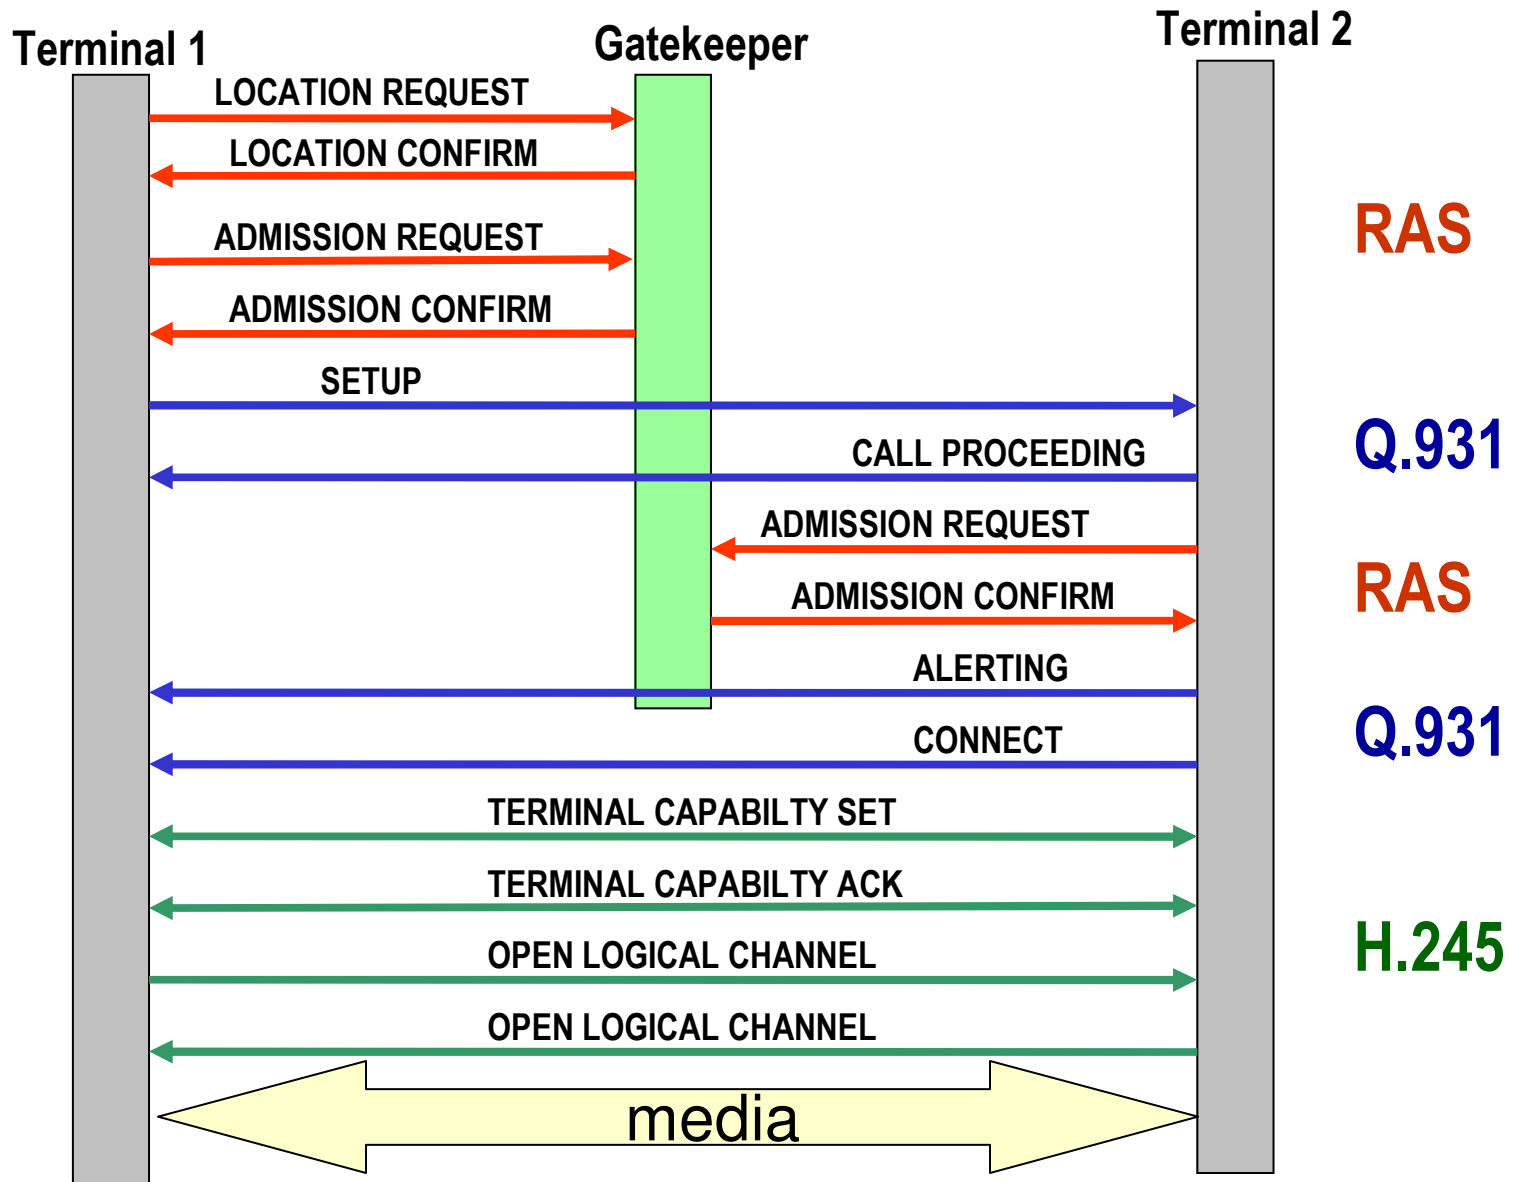 Terminal 1
Gatekeeper
Terminal 2
LOCATION REQUEST
LOCATION CONFIRM
RAS
ADMISSION REQUEST
ADMISSION CONFIRM
SETUP
Q.931
CALL PROCEEDING
ADMISSION REQUEST
RAS
ADMISSION CONFIRM
ALERTING
Q.931
CONNECT
TERMINAL CAPABILTY SET
TERMINAL CAPABILTY ACK
H.245
OPEN LOGICAL CHANNEL
OPEN LOGICAL CHANNEL
media